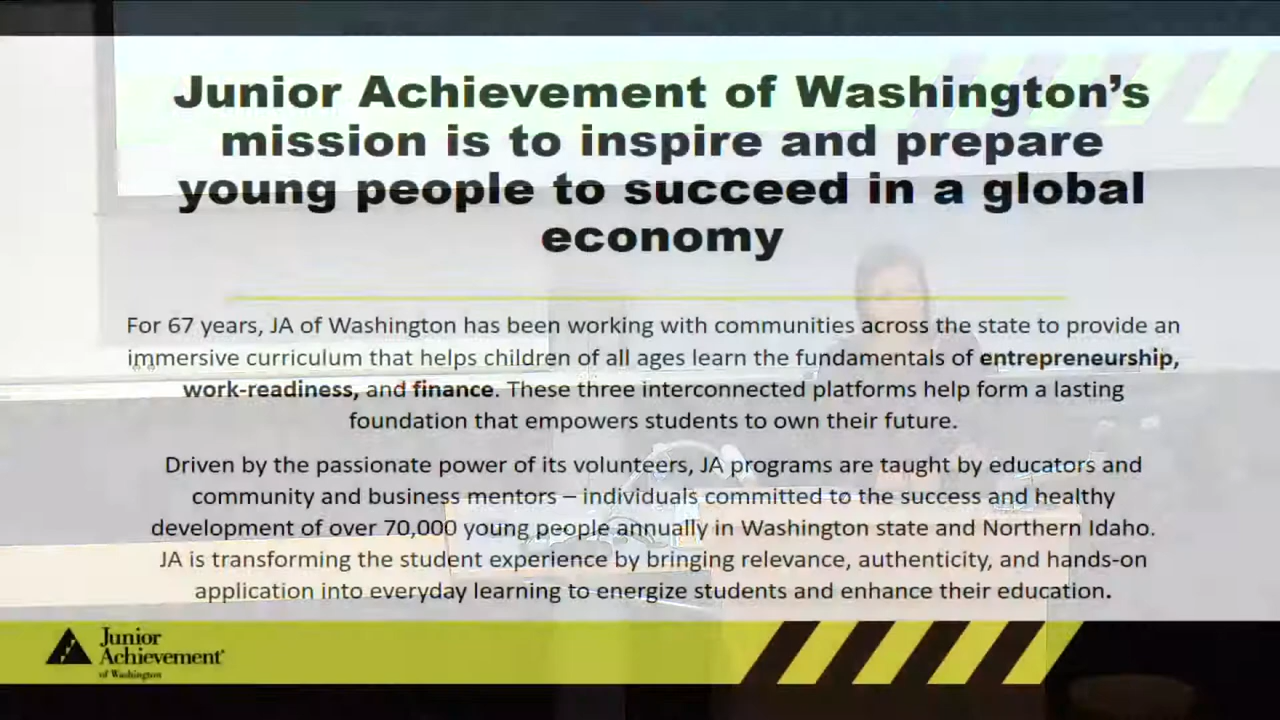 Junior Achievement of Washington's
mission is to inspire and prepare
young people to succeed in a global
economy
For 67 years, JA of Washington has been working with communities across the state to provide an
immersive curriculum that helps children of all ages learn the fundamentals of entrepreneurship,
work-readiness, and finance. These three interconnected platforms help form a lasting
foundation that empowers students to own their future.
Driven by the passionate power of its volunteers, JA programs are taught by educators and
community and business mentors – individuals committed to the success and healthy
development of over 70,000 young people annually in Washington state and Northern Idaho.
JA is transforming the student experience by bringing relevance, authenticity, and hands-on
application into everyday learning to energize students and enhance their education.
Junior
Achievement
of Washington